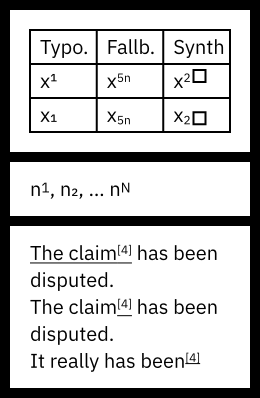 Typo. Fallb. Synth
x¹ x⁵ⁿ x²□
x₁ x₅ₙ x₂□
n¹, n₂, ... nᴺ
The claim[4] has been
disputed.
The claim[4] has been
disputed.
It really has been[4]